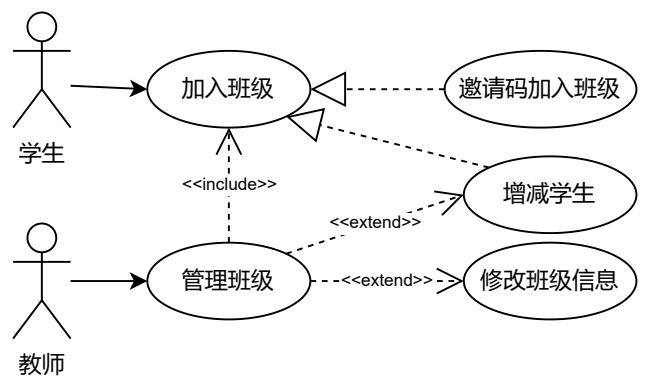 加入班级
邀请码加入班级
学生
<<include>>
增减学生
<<extend>>
管理班级
<<extend>>
修改班级信息
教师